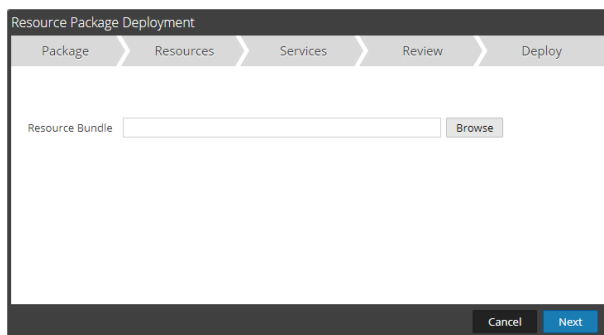 Resource Package Deployment
Package Resources Services Review Deploy
Resource Bundle Browse
Cancel Next